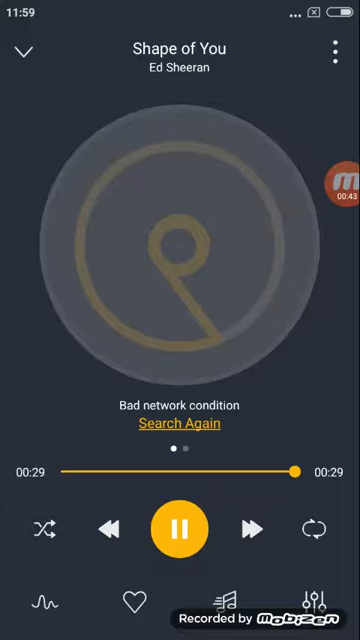 11:59
Shape of You
Ed Sheeran
00:43
Bad network condition
Search Again
00:29
00:29
Recorded by MOBIZEN